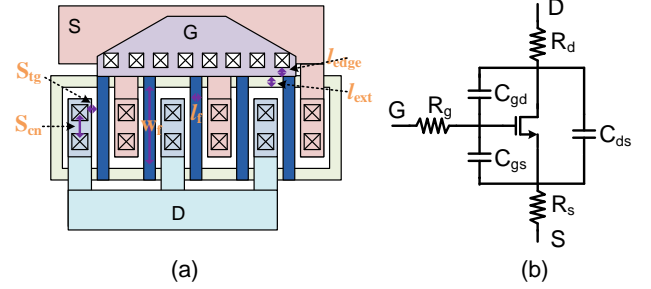 S
G
l_edge
S_tg
l_ext
S_cn
w_f
l_f
D
(a)
D
R_d
C_gd
G
R_g
C_ds
C_gs
R_s
S
(b)